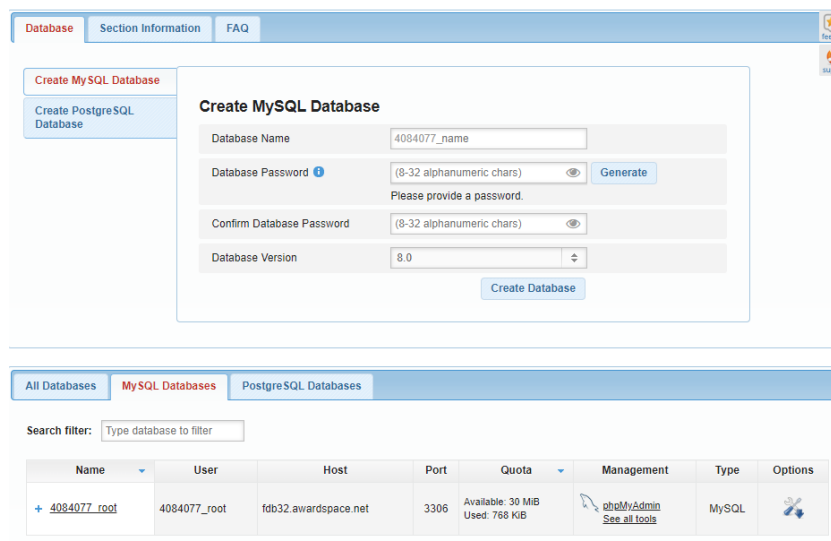 Database Section Information FAQ
Create MySQL Database
Create PostgreSQL
Database
Create MySQL Database
Database Name 4084077_name
Database Password (8-32 alphanumeric chars) Generate
Please provide a password.
Confirm Database Password (8-32 alphanumeric chars)
Database Version 8.0
Create Database
All Databases MySQL Databases PostgreSQL Databases
Search filter: Type database to filter
Name User Host Port Quota Management Type Options
+ 4084077_root 4084077_root fdb32.awardspace.net 3306 Available: 30 MiB Used: 768 KiB phpMyAdmin See all tools MySQL